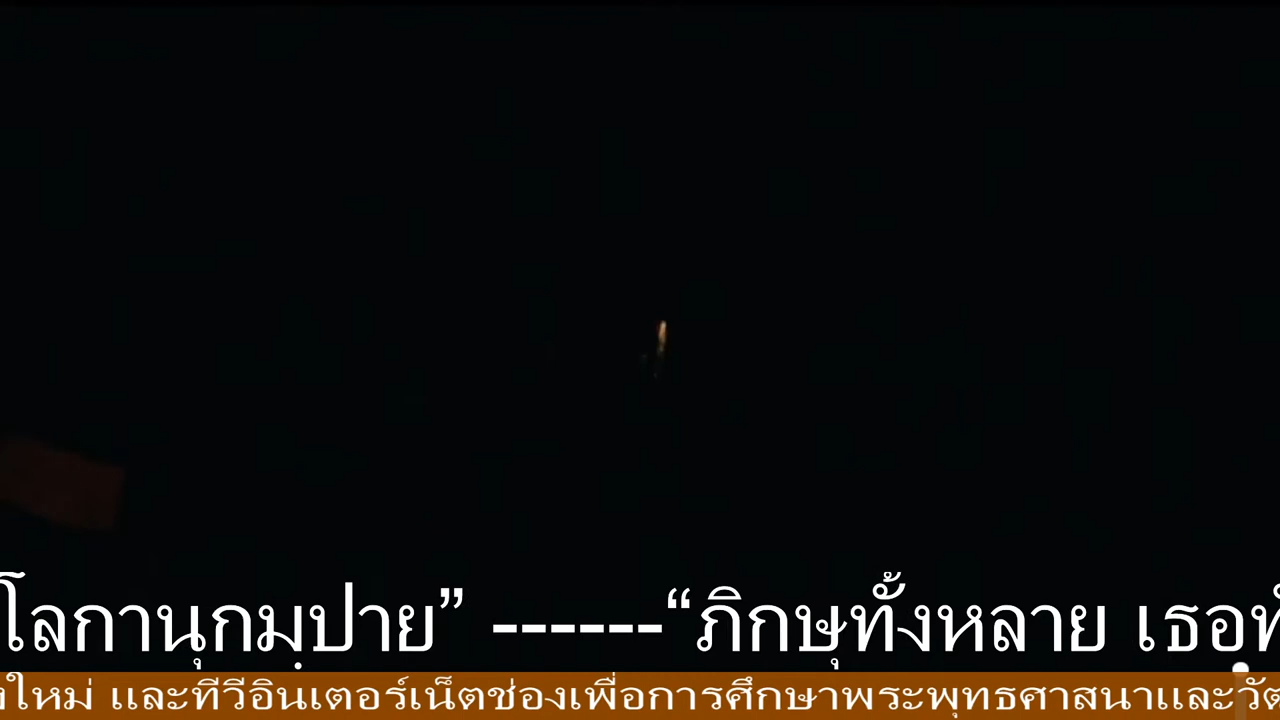 โลกานุกมฺปาย” ------“ภิกษุทั้งหลาย เธอทั
งใหม่ และทีวีอินเตอร์เน็ตช่องเพื่อการศึกษาพระพุทธศาสนาและวัต